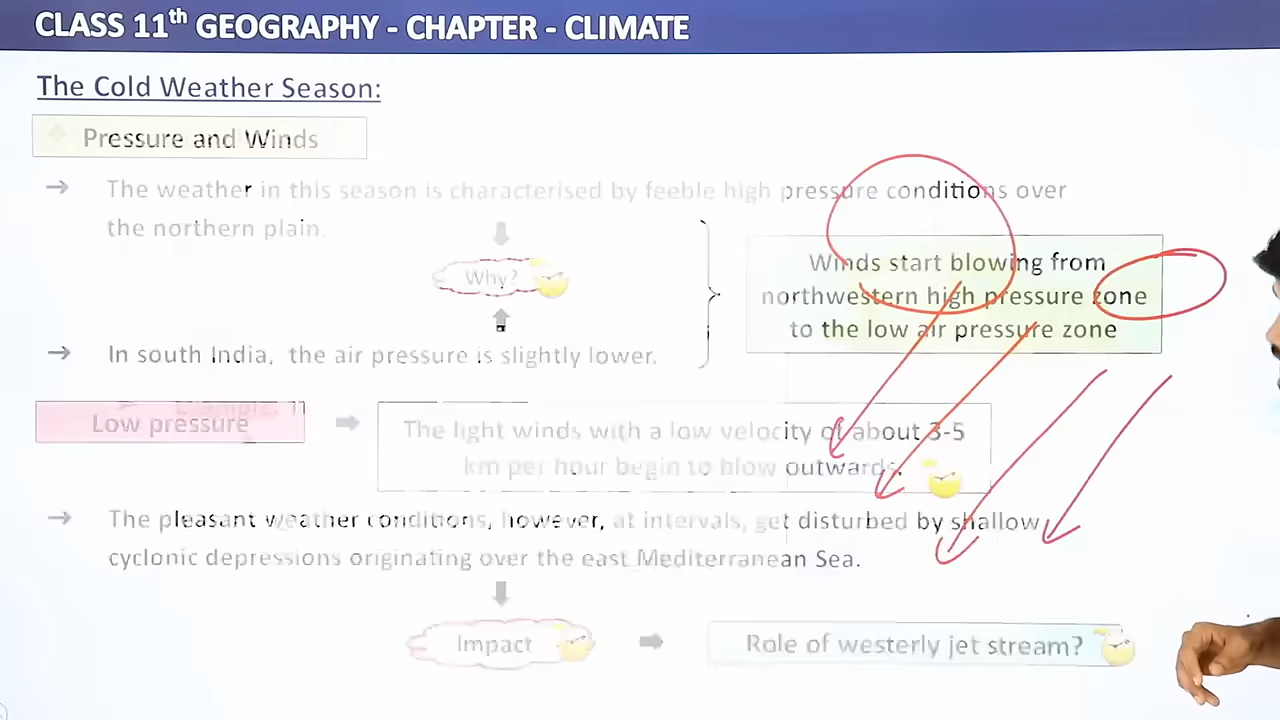 CLASS 11th GEOGRAPHY - CHAPTER - CLIMATE
The Cold Weather Season:
Pressure and Winds
→ The weather in this season is characterised by feeble high pressure conditions over
the northern plain.
Why?
→ In south India, the air pressure is slightly lower.
Winds start blowing from
northwestern high pressure zone
to the low air pressure zone
Low pressure
The light winds with a low velocity of about 3-5
km per hour begin to blow outwards.
→ The pleasant weather conditions, however, at intervals, get disturbed by shallow
cyclonic depressions originating over the east Mediterranean Sea.
Impact
Role of westerly jet stream?